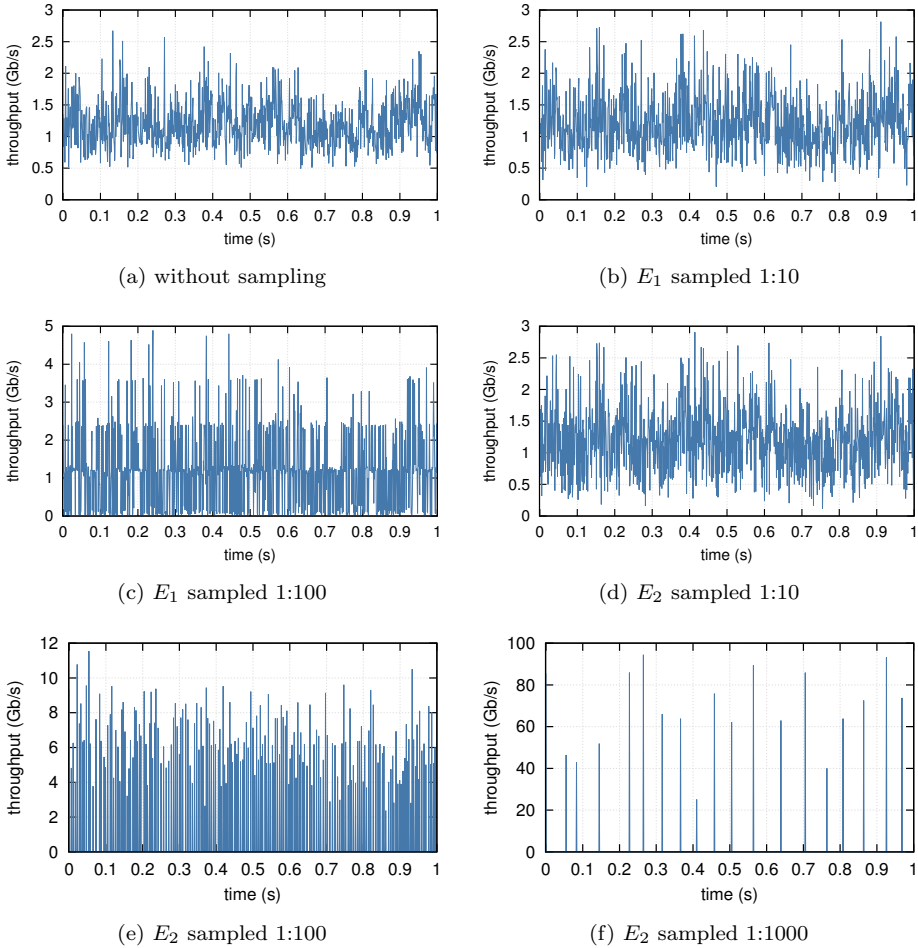 3
2.5
2
1.5
1
0.5
0
throughput (Gb/s)
0 0.1 0.2 0.3 0.4 0.5 0.6 0.7 0.8 0.9 1
time (s)
(a) without sampling
3
2.5
2
1.5
1
0.5
0
throughput (Gb/s)
0 0.1 0.2 0.3 0.4 0.5 0.6 0.7 0.8 0.9 1
time (s)
(b) E₁ sampled 1:10
5
4
3
2
1
0
throughput (Gb/s)
0 0.1 0.2 0.3 0.4 0.5 0.6 0.7 0.8 0.9 1
time (s)
(c) E₁ sampled 1:100
3
2.5
2
1.5
1
0.5
0
throughput (Gb/s)
0 0.1 0.2 0.3 0.4 0.5 0.6 0.7 0.8 0.9 1
time (s)
(d) E₂ sampled 1:10
12
10
8
6
4
2
0
throughput (Gb/s)
0 0.1 0.2 0.3 0.4 0.5 0.6 0.7 0.8 0.9 1
time (s)
(e) E₂ sampled 1:100
100
80
60
40
20
0
throughput (Gb/s)
0 0.1 0.2 0.3 0.4 0.5 0.6 0.7 0.8 0.9 1
time (s)
(f) E₂ sampled 1:1000